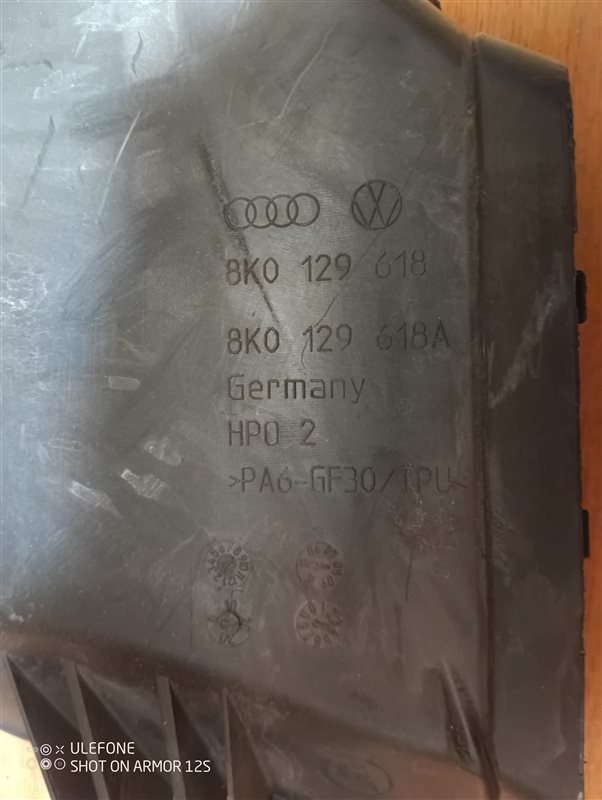 8K0 129 618
8K0 129 618A
Germany
HPO 2
>PA6-GF30/TPU<
ULEFONE
SHOT ON ARMOR 12S